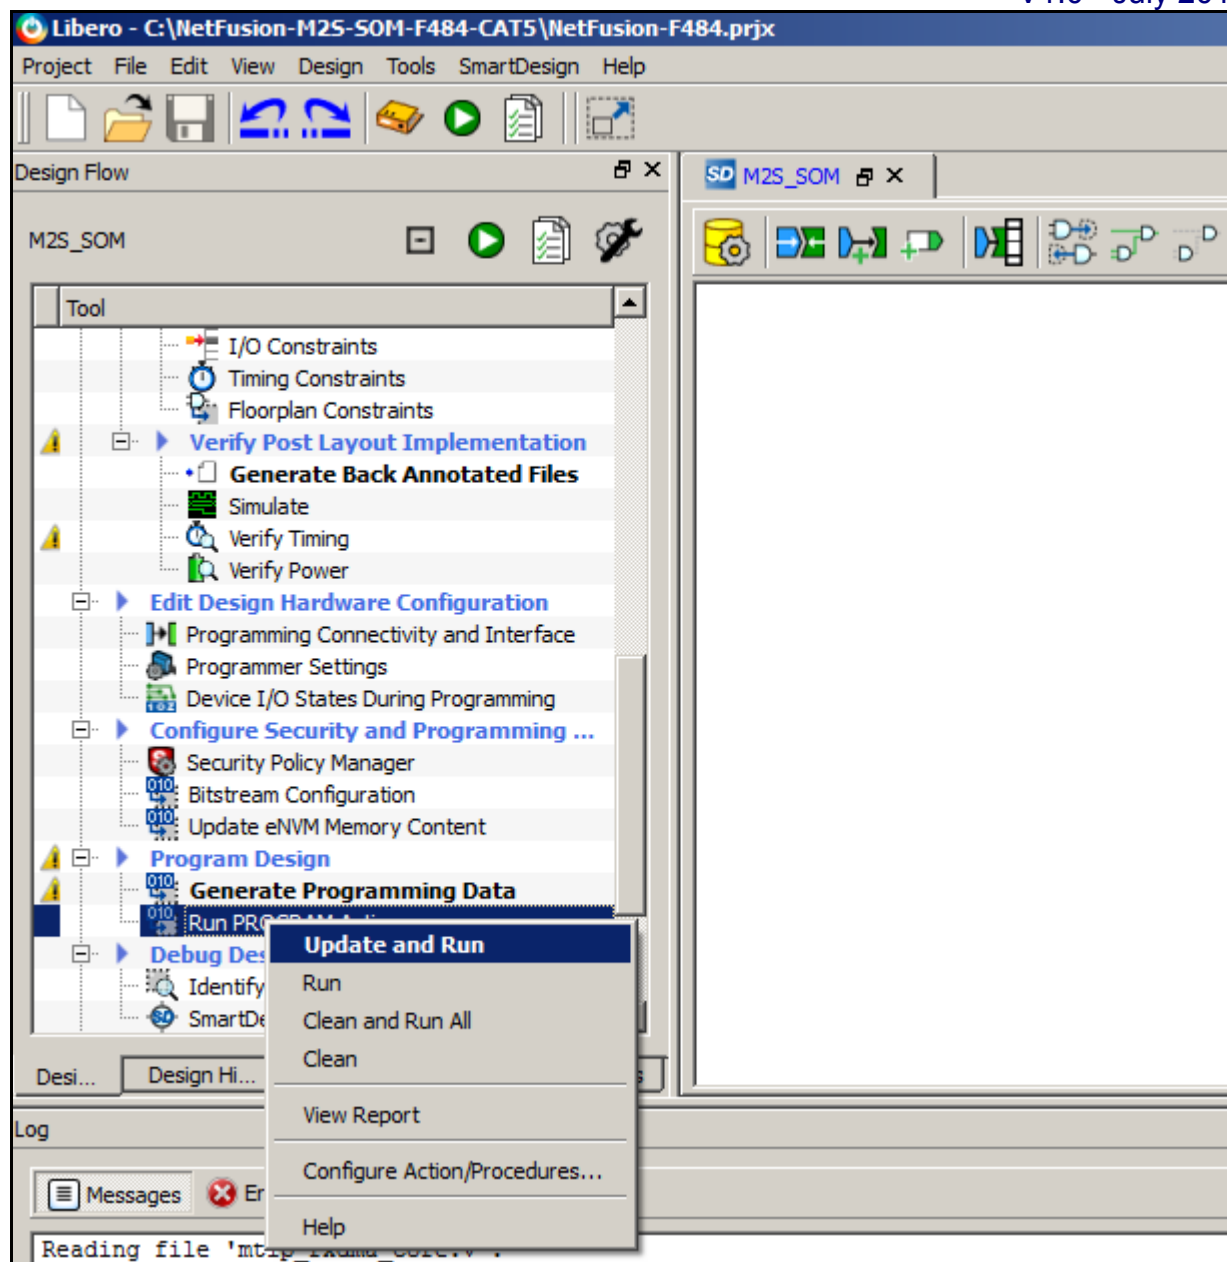 Libero - C:\NetFusion-M2S-SOM-F484-CAT5\NetFusion-F484.prjx
Project File Edit View Design Tools SmartDesign Help
Design Flow
SD M2S_SOM
M2S_SOM
Tool
I/O Constraints
Timing Constraints
Floorplan Constraints
Verify Post Layout Implementation
Generate Back Annotated Files
Simulate
Verify Timing
Verify Power
Edit Design Hardware Configuration
Programming Connectivity and Interface
Programmer Settings
Device I/O States During Programming
Configure Security and Programming ...
Security Policy Manager
Bitstream Configuration
Update eNVM Memory Content
Program Design
Generate Programming Data
Run PROGRAM
Update and Run
Debug
Run
Identify
Clean and Run All
Clean
Desi... Design Hi...
View Report
Log
Configure Action/Procedures...
Messages
Help
Reading file